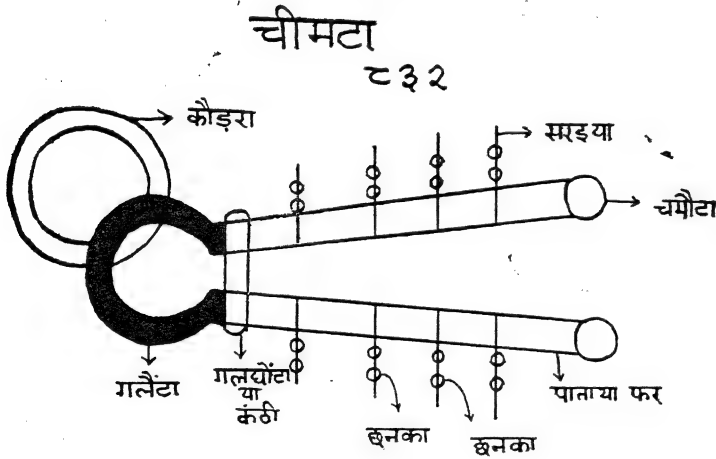 चीमटा
८३२
कौड़रा
सरइया
चमौटा
गलैंटा
गलघोंटा
या
कंठी
छनका
छनका
पाता या फर